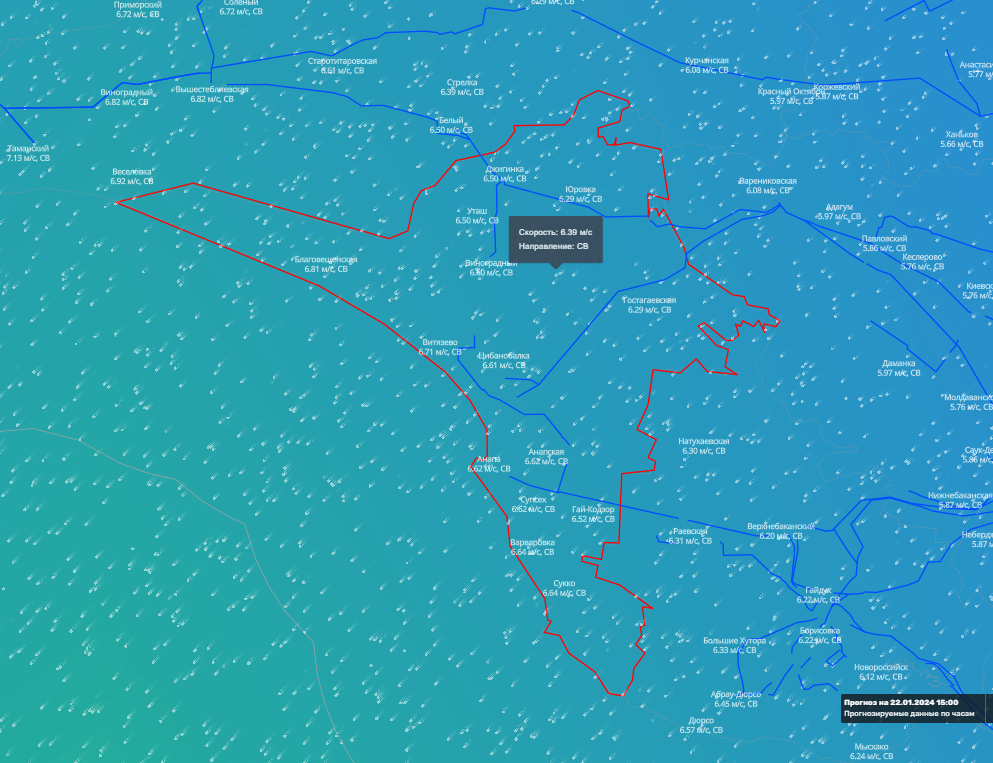 Приморский
6.72 м/с, СВ
Соленый
6.72 м/с, СВ
6.29 м/с, СВ
Старотитаровская
6.61 м/с, СВ
Курчанская
6.08 м/с, СВ
5.77 м/с
Стрелка
6.39 м/с, СВ
Виноградный
6.82 м/с, СВ
Вышестеблиевская
6.82 м/с, СВ
Красный Октябрь
5.97 м/с, СВ
Коржевский
5.87 м/с, СВ
Белый
6.50 м/с, СВ
Ханьков
5.66 м/с, СВ
Таманский
7.13 м/с, СВ
Веселовка
6.92 м/с, СВ
Джигинка
6.50 м/с, СВ
Юровка
6.29 м/с, СВ
Варениковская
6.08 м/с, СВ
Уташ
6.50 м/с, СВ
Адагум
5.97 м/с, СВ
Скорость: 6.39 м/с
Направление: СВ
Павловский
5.86 м/с, СВ
Благовещенская
6.81 м/с, СВ
Виноградный
6.60 м/с, СВ
Кеслерово
5.76 м/с, СВ
5.76 м/с, СВ
Гостагаевская
6.29 м/с, СВ
Витязево
6.71 м/с, СВ
Цибанобалка
6.61 м/с, СВ
Даманка
5.97 м/с, СВ
5.76 м/с, СВ
Анапа
6.62 м/с, СВ
Анапская
6.62 м/с, СВ
Натухаевская
6.30 м/с, СВ
5.86 м/с, СВ
Супсех
6.62 м/с, СВ
Гай-Кодзор
6.52 м/с, СВ
Нижнебаканская
5.87 м/с, СВ
Варваровка
6.64 м/с, СВ
Раевская
6.31 м/с, СВ
Верхнебаканский
6.20 м/с, СВ
5.87 м/с
Сукко
6.64 м/с, СВ
Гайдук
6.22 м/с, СВ
Большие Хутора
6.33 м/с, СВ
Борисовка
6.22 м/с, СВ
Новороссийск
6.12 м/с, СВ
Абрау-Дюрсо
6.45 м/с, СВ
Прогноз на 22.01.2024 15:00
Прогнозируемые данные по часам
Дюрсо
6.57 м/с, СВ
Мысхако
6.24 м/с, СВ